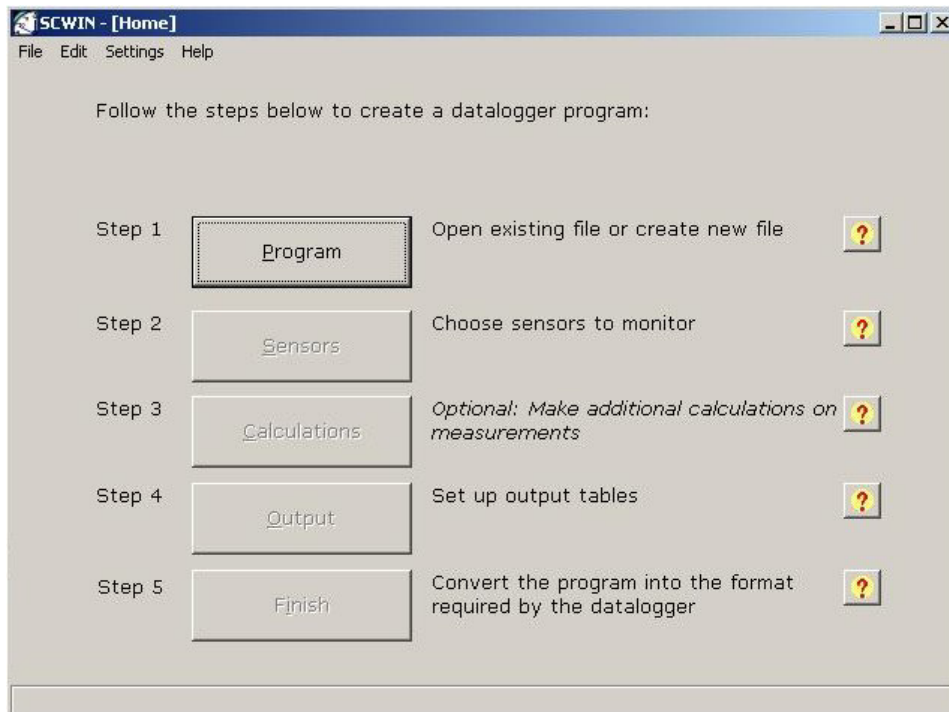 SCWIN - [Home]
File Edit Settings Help
Follow the steps below to create a datalogger program:
Step 1 Program Open existing file or create new file ?
Step 2 Sensors Choose sensors to monitor ?
Step 3 Calculations Optional: Make additional calculations on ?
measurements
Step 4 Output Set up output tables ?
Step 5 Finish Convert the program into the format ?
required by the datalogger